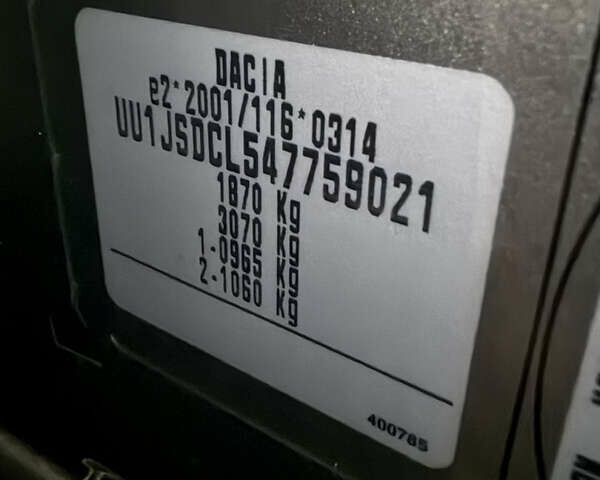 DACIA
e2*2001/116*0314
UU1JSDCL547759021
1870 Kg
3070 Kg
1-0965 Kg
2-1060 Kg
400785